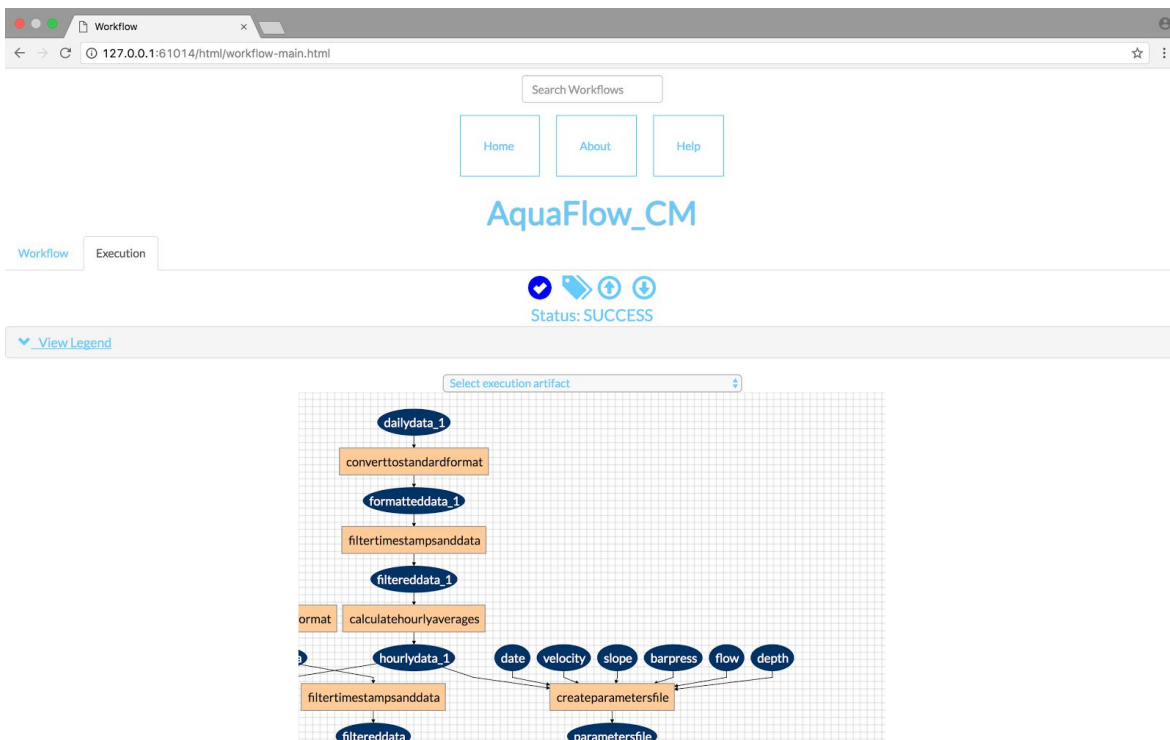 Workflow
127.0.0.1:61014/html/workflow-main.html
Search Workflows
Home About Help
AquaFlow_CM
Workflow Execution
Status: SUCCESS
View Legend
Select execution artifact
dailydata_1
converttostandardformat
formatteddata_1
filtertimestampsanddata
filtereddata_1
ormat calculatehourlyaverages
a hourlydata_1 date velocity slope barpress flow depth
filtertimestampsanddata createparametersfile
filtereddata parametersfile